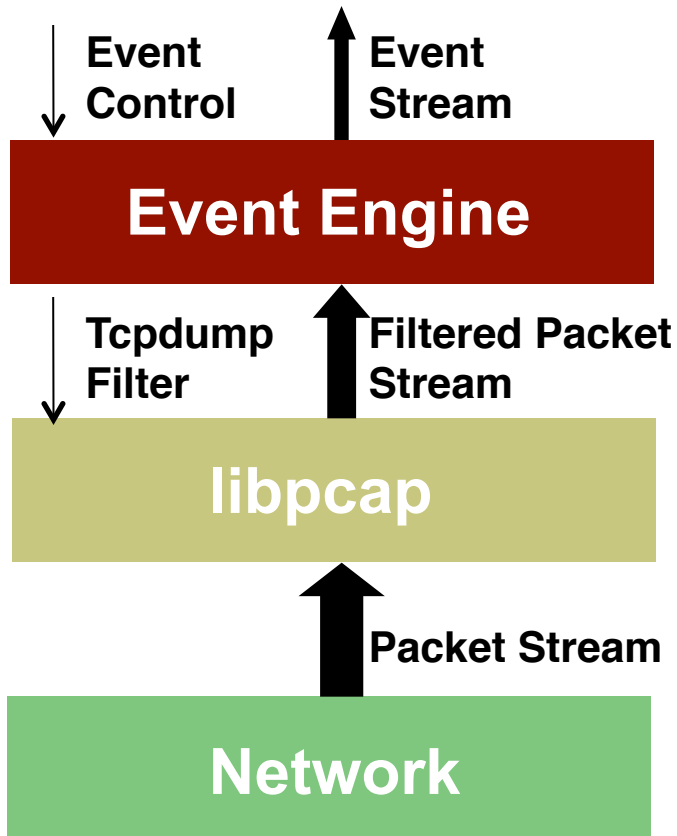 Event
Control
Event
Stream
Event Engine
Tcpdump
Filter
Filtered Packet
Stream
libpcap
Packet Stream
Network